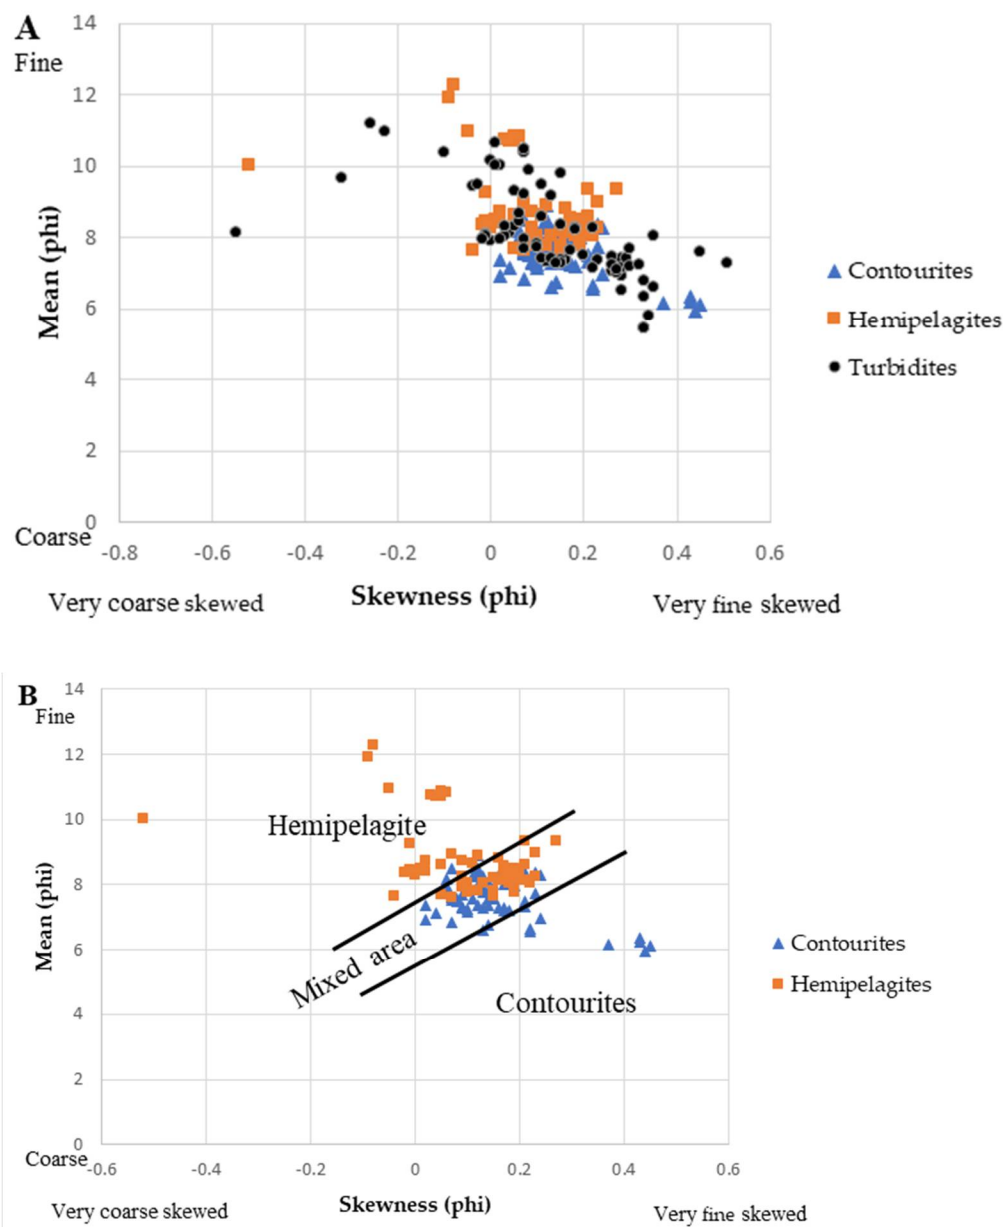 A
Fine
14
12
10
8
6
4
2
0
Mean (phi)
Coarse
-0.8 -0.6 -0.4 -0.2 0 0.2 0.4 0.6
Very coarse skewed Skewness (phi) Very fine skewed
Contourites
Hemipelagites
Turbidites
B
Fine
14
12
10
8
6
4
2
0
Mean (phi)
Hemipelagite
Mixed area
Contourites
Coarse
-0.6 -0.4 -0.2 0 0.2 0.4 0.6
Very coarse skewed Skewness (phi) Very fine skewed
Contourites
Hemipelagites